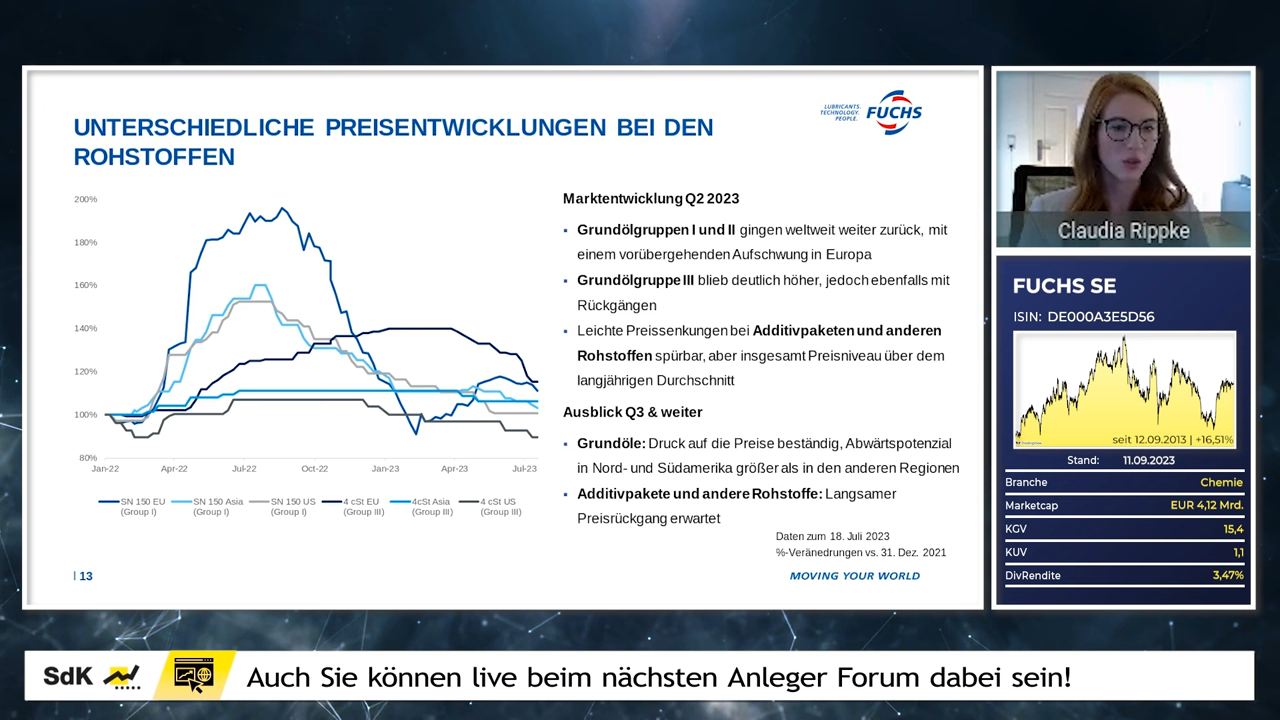 UNTERSCHIEDLICHE PREISENTWICKLUNGEN BEI DEN
ROHSTOFFEN
LUBRICANTS.
TECHNOLOGY.
PEOPLE.
FUCHS
200%
180%
160%
140%
120%
100%
80%
Jan-22 Apr-22 Jul-22 Oct-22 Jan-23 Apr-23 Jul-23
SN 150 EU (Group I)
SN 150 Asia (Group I)
SN 150 US (Group I)
4 cSt EU (Group III)
4cSt Asia (Group III)
4 cSt US (Group III)
Marktentwicklung Q2 2023
▪ Grundölgruppen I und II gingen weltweit weiter zurück, mit
einem vorübergehenden Aufschwung in Europa
▪ Grundölgruppe III blieb deutlich höher, jedoch ebenfalls mit
Rückgängen
▪ Leichte Preissenkungen bei Additivpaketen und anderen
Rohstoffen spürbar, aber insgesamt Preisniveau über dem
langjährigen Durchschnitt
Ausblick Q3 & weiter
▪ Grundöle: Druck auf die Preise beständig, Abwärtspotenzial
in Nord- und Südamerika größer als in den anderen Regionen
▪ Additivpakete und andere Rohstoffe: Langsamer
Preisrückgang erwartet
Daten zum 18. Juli 2023
%-Veränedrungen vs. 31. Dez. 2021
| 13
MOVING YOUR WORLD
Claudia Rippke
FUCHS SE
ISIN: DE000A3E5D56
seit 12.09.2013 | +16,51%
Stand: 11.09.2023
Branche Chemie
Marketcap EUR 4,12 Mrd.
KGV 15,4
KUV 1,1
DivRendite 3,47%
SdK
Auch Sie können live beim nächsten Anleger Forum dabei sein!